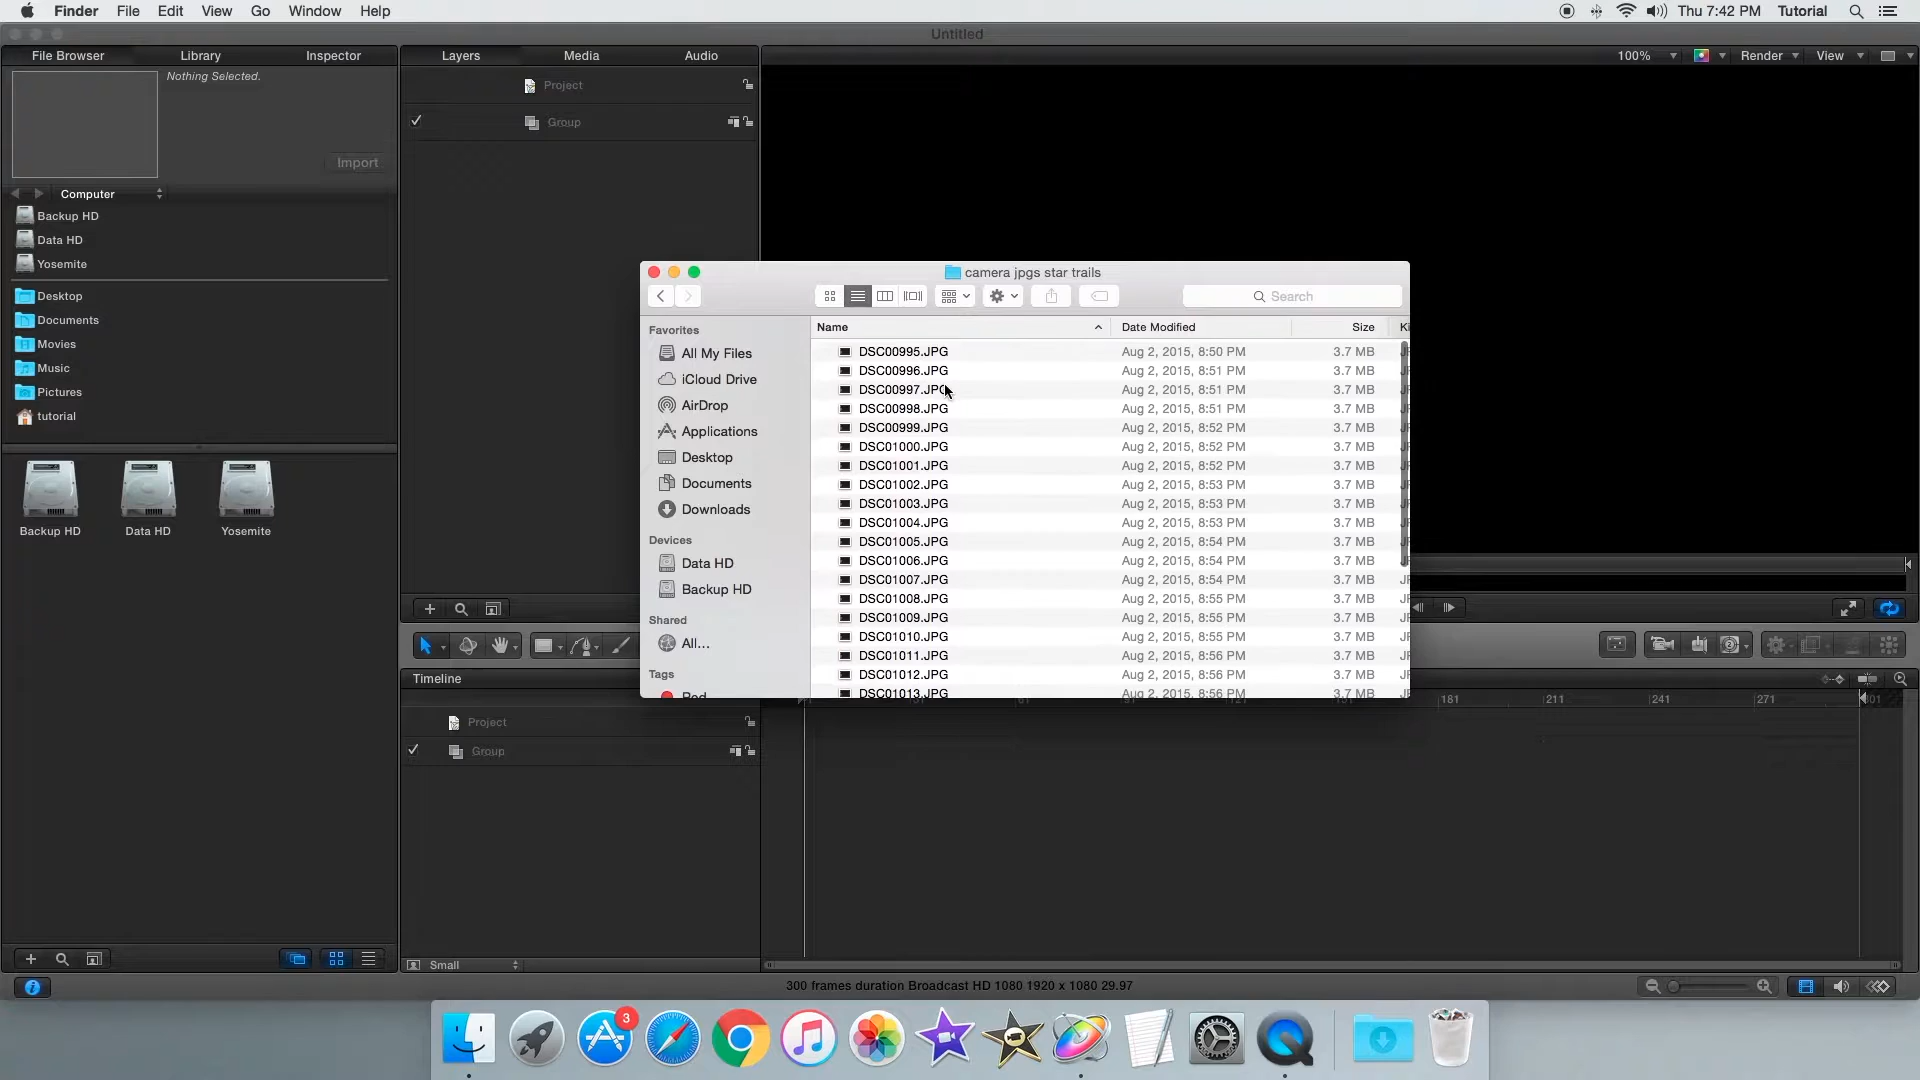 Finder File Edit View Go Window Help Thu 7:42 PM Tutorial
Untitled
File Browser Library Inspector Layers Media Audio 100% Render View
Nothing Selected.
Import
Computer
Backup HD
Data HD
Yosemite
Desktop
Documents
Movies
Music
Pictures
tutorial
Backup HD Data HD Yosemite
Project
Group
camera jpgs star trails
Search
Favorites
All My Files
iCloud Drive
AirDrop
Applications
Desktop
Documents
Downloads
Devices
Data HD
Backup HD
Shared
All...
Tags
Red
Name Date Modified Size Ki
DSC00995.JPG Aug 2, 2015, 8:50 PM 3.7 MB
DSC00996.JPG Aug 2, 2015, 8:51 PM 3.7 MB
DSC00997.JPG Aug 2, 2015, 8:51 PM 3.7 MB
DSC00998.JPG Aug 2, 2015, 8:51 PM 3.7 MB
DSC00999.JPG Aug 2, 2015, 8:52 PM 3.7 MB
DSC01000.JPG Aug 2, 2015, 8:52 PM 3.7 MB
DSC01001.JPG Aug 2, 2015, 8:52 PM 3.7 MB
DSC01002.JPG Aug 2, 2015, 8:53 PM 3.7 MB
DSC01003.JPG Aug 2, 2015, 8:53 PM 3.7 MB
DSC01004.JPG Aug 2, 2015, 8:53 PM 3.7 MB
DSC01005.JPG Aug 2, 2015, 8:54 PM 3.7 MB
DSC01006.JPG Aug 2, 2015, 8:54 PM 3.7 MB
DSC01007.JPG Aug 2, 2015, 8:54 PM 3.7 MB
DSC01008.JPG Aug 2, 2015, 8:55 PM 3.7 MB
DSC01009.JPG Aug 2, 2015, 8:55 PM 3.7 MB
DSC01010.JPG Aug 2, 2015, 8:55 PM 3.7 MB
DSC01011.JPG Aug 2, 2015, 8:56 PM 3.7 MB
DSC01012.JPG Aug 2, 2015, 8:56 PM 3.7 MB
DSC01013.JPG Aug 2, 2015, 8:56 PM 3.7 MB
Timeline
181 211 241 271
Project
Group
Small
300 frames duration Broadcast HD 1080 1920 x 1080 29.97
3